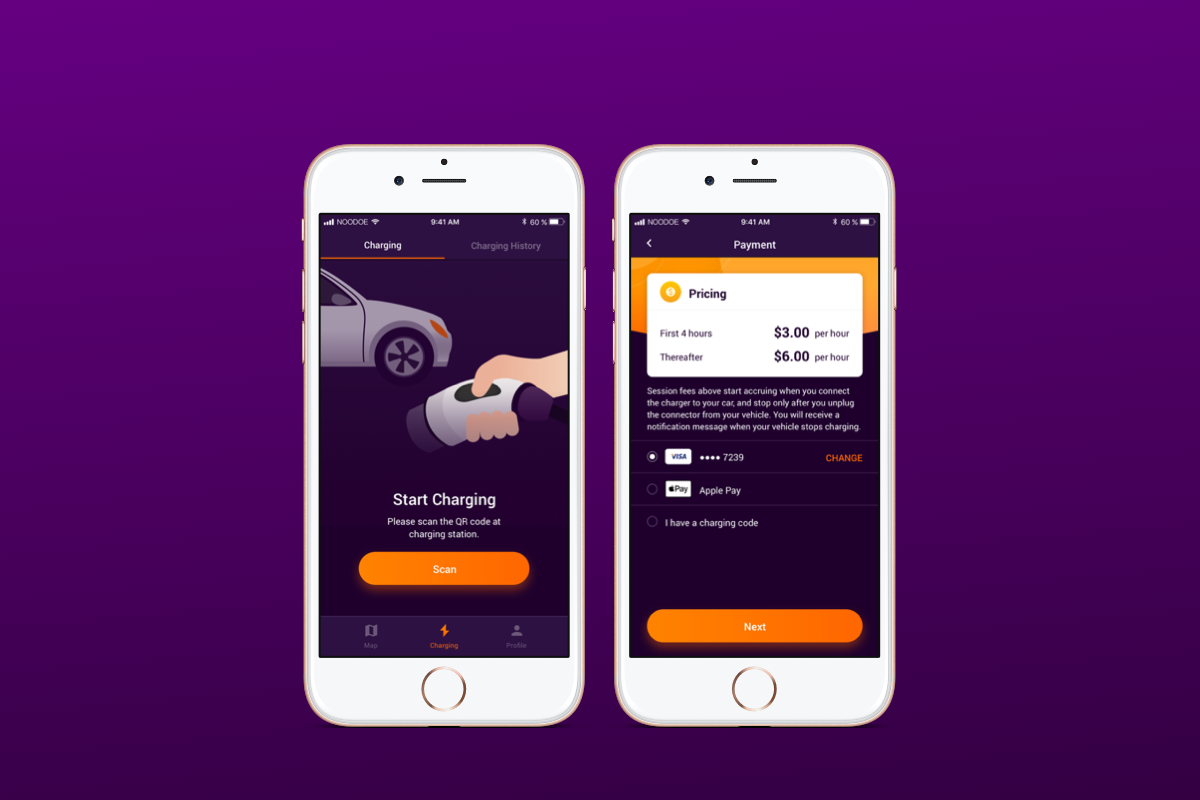 NOODOE 9:41 AM 60 %
Charging Charging History
Start Charging
Please scan the QR code at
charging station.
Scan
Map Charging Profile
NOODOE 9:41 AM 60 %
Payment
Pricing
First 4 hours $3.00 per hour
Thereafter $6.00 per hour
Session fees above start accruing when you connect
the charger to your car, and stop only after you unplug
the connector from your vehicle. You will receive a
notification message when your vehicle stops charging.
VISA •••• 7239 CHANGE
Pay Apple Pay
I have a charging code
Next